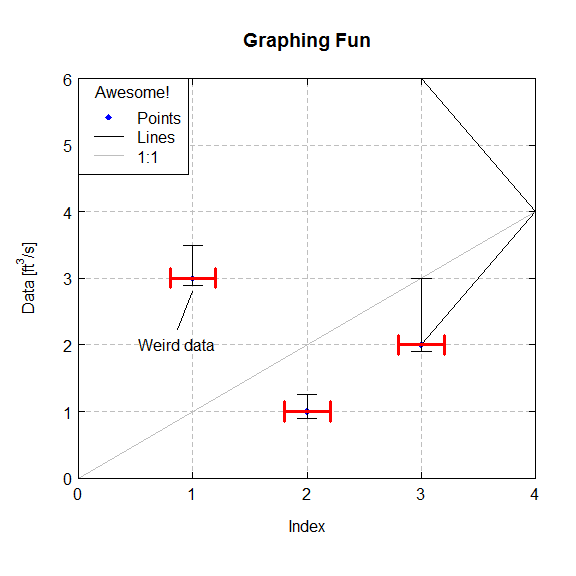 Graphing Fun
Awesome!
Points
Lines
1:1
6
5
4
3
2
1
0
Data [ft³/s]
Weird data
0 1 2 3 4
Index